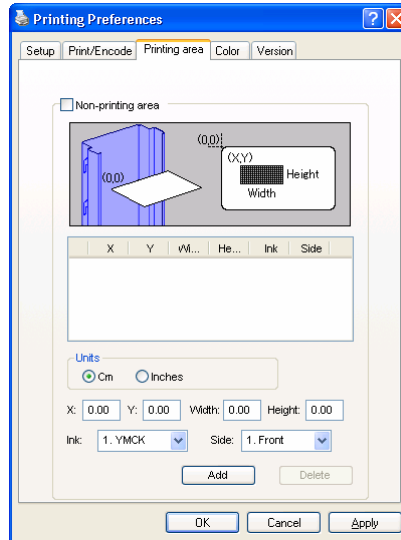 Printing Preferences
Setup Print/Encode Printing area Color Version
Non-printing area
(0,0)
(X,Y)
(0,0)
Height
Width
X Y Wi... He... Ink Side
Units
Cm Inches
X: 0.00 Y: 0.00 Width: 0.00 Height: 0.00
Ink: 1. YMCK Side: 1. Front
Add Delete
OK Cancel Apply